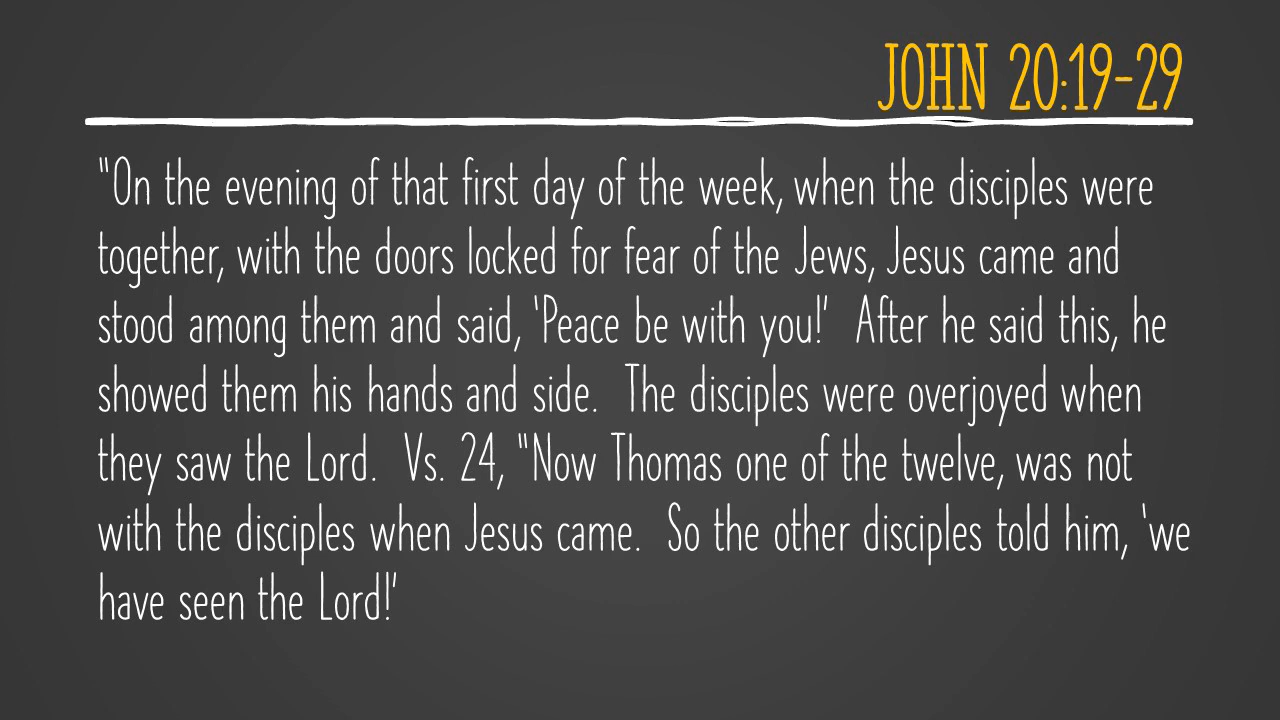 JOHN 20:19-29
"On the evening of that first day of the week, when the disciples were
together, with the doors locked for fear of the Jews, Jesus came and
stood among them and said, 'Peace be with you!'  After he said this, he
showed them his hands and side.  The disciples were overjoyed when
they saw the Lord.  Vs. 24, "Now Thomas one of the twelve, was not
with the disciples when Jesus came.  So the other disciples told him, 'we
have seen the Lord!'